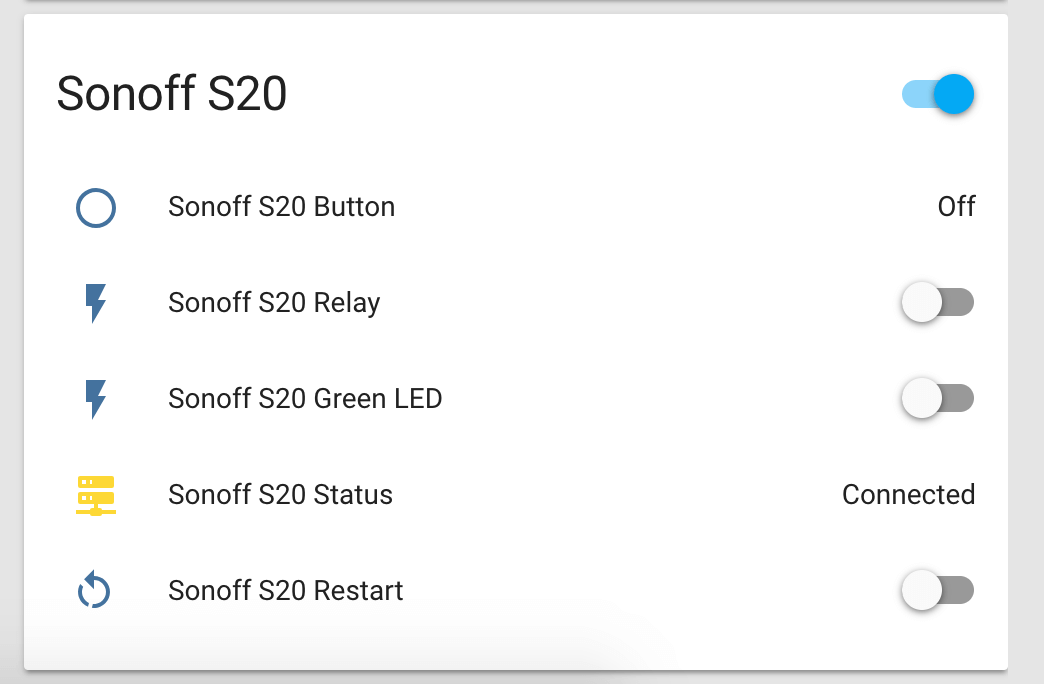 Sonoff S20
Sonoff S20 Button Off
Sonoff S20 Relay
Sonoff S20 Green LED
Sonoff S20 Status Connected
Sonoff S20 Restart